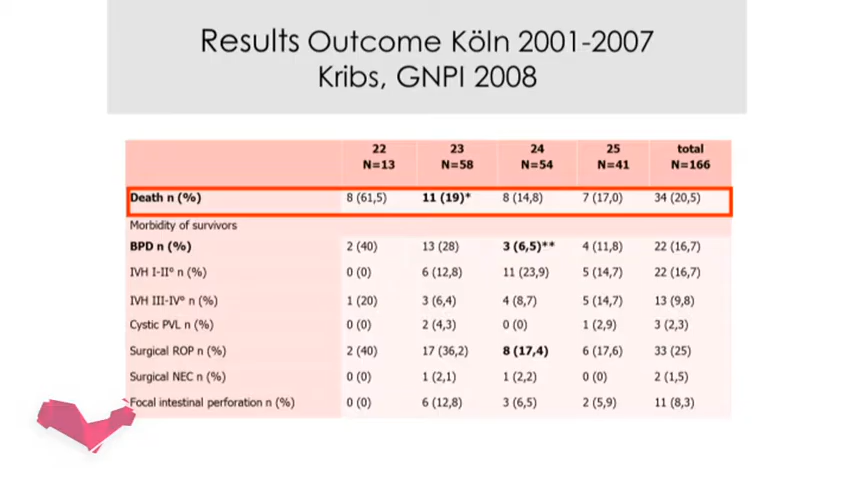 Results Outcome Köln 2001-2007
Kribs, GNPI 2008
22 23 24 25 total
N=13 N=58 N=54 N=41 N=166
Death n (%) 8 (61,5) 11 (19)* 8 (14,8) 7 (17,0) 34 (20,5)
Morbidity of survivors
BPD n (%) 2 (40) 13 (28) 3 (6,5)** 4 (11,8) 22 (16,7)
IVH I-II° n (%) 0 (0) 6 (12,8) 11 (23,9) 5 (14,7) 22 (16,7)
IVH III-IV° n (%) 1 (20) 3 (6,4) 4 (8,7) 5 (14,7) 13 (9,8)
Cystic PVL n (%) 0 (0) 2 (4,3) 0 (0) 1 (2,9) 3 (2,3)
Surgical ROP n (%) 2 (40) 17 (36,2) 8 (17,4) 6 (17,6) 33 (25)
Surgical NEC n (%) 0 (0) 1 (2,1) 1 (2,2) 0 (0) 2 (1,5)
Focal intestinal perforation n (%) 0 (0) 6 (12,8) 3 (6,5) 2 (5,9) 11 (8,3)